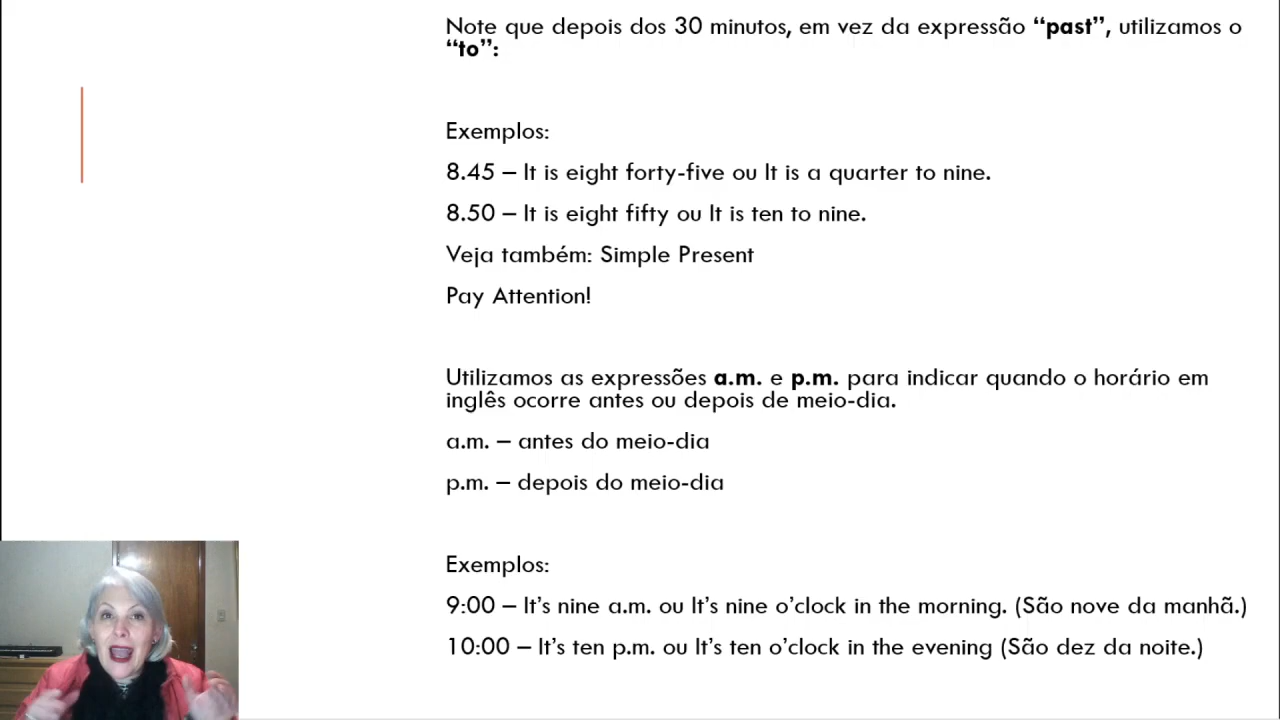 Note que depois dos 30 minutos, em vez da expressão “past”, utilizamos o
“to”:
Exemplos:
8.45 – It is eight forty-five ou It is a quarter to nine.
8.50 – It is eight fifty ou It is ten to nine.
Veja também: Simple Present
Pay Attention!
Utilizamos as expressões a.m. e p.m. para indicar quando o horário em
inglês ocorre antes ou depois de meio-dia.
a.m. – antes do meio-dia
p.m. – depois do meio-dia
Exemplos:
9:00 – It’s nine a.m. ou It’s nine o’clock in the morning. (São nove da manhã.)
10:00 – It’s ten p.m. ou It’s ten o’clock in the evening (São dez da noite.)